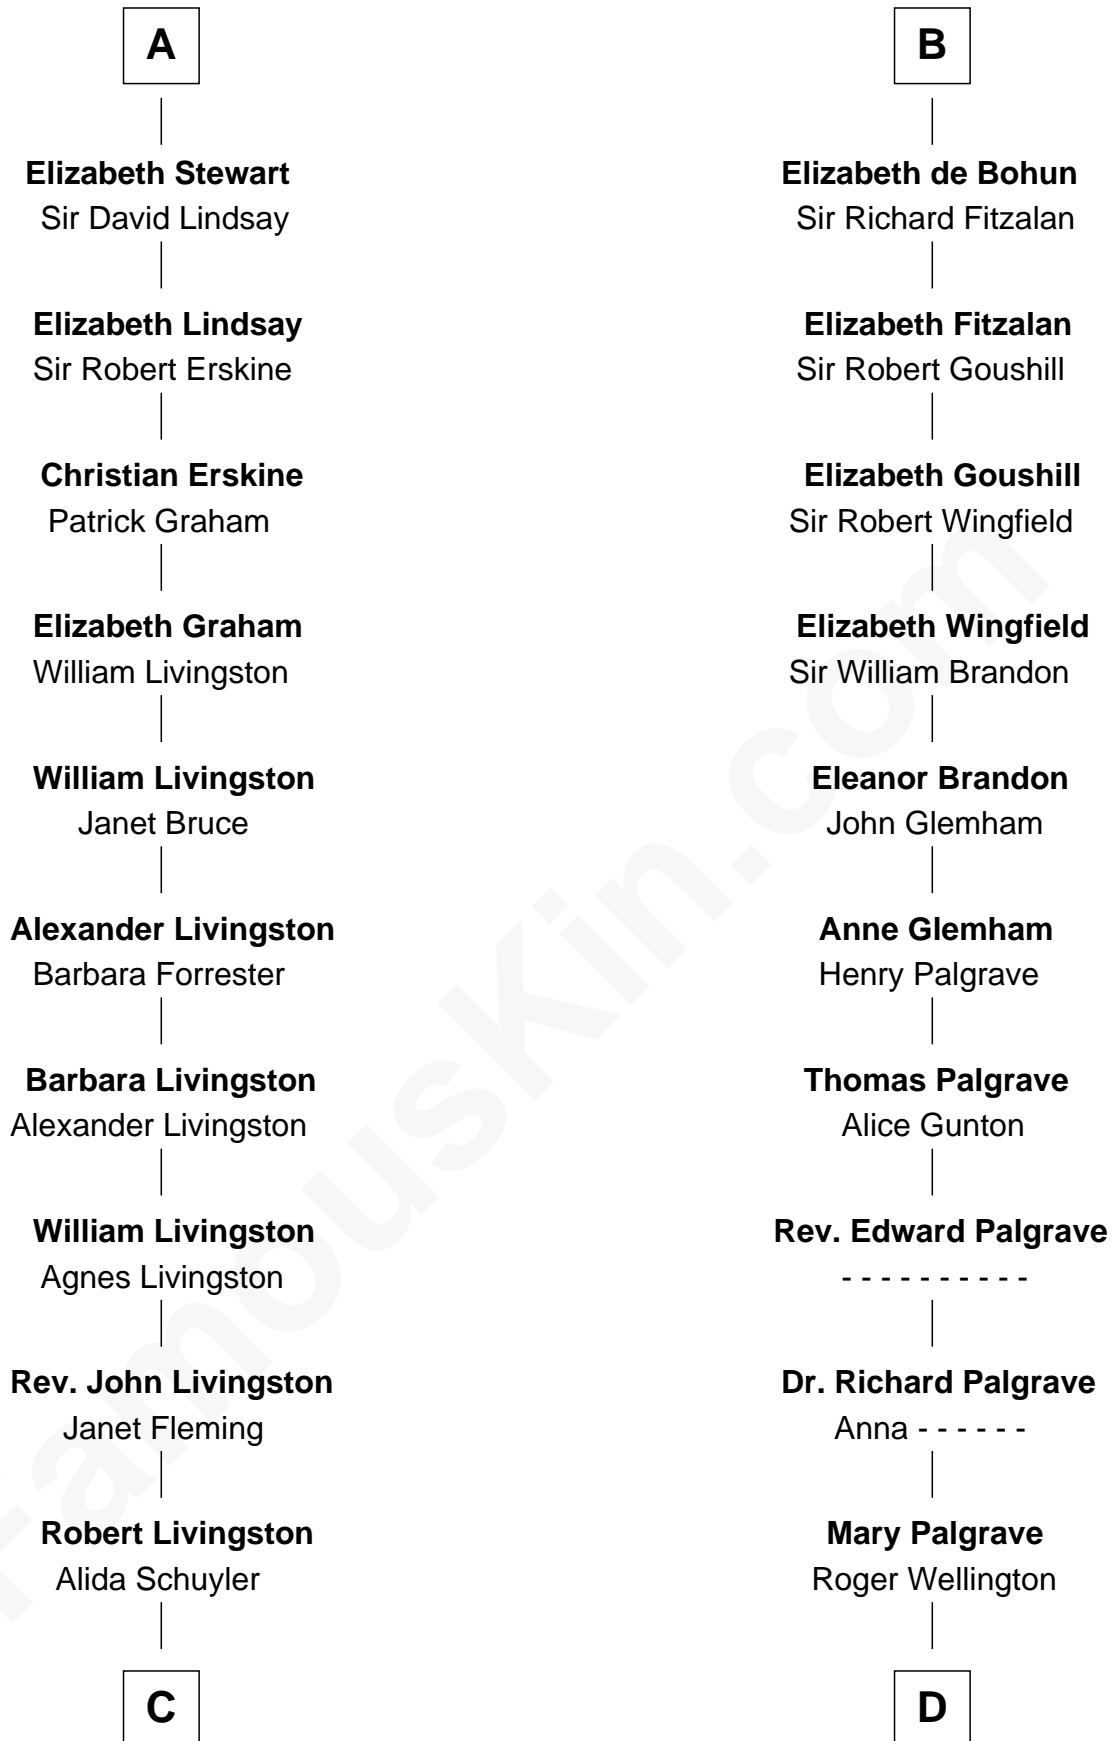 A
Elizabeth Stewart
Sir David Lindsay
Elizabeth Lindsay
Sir Robert Erskine
Christian Erskine
Patrick Graham
Elizabeth Graham
William Livingston
William Livingston
Janet Bruce
Alexander Livingston
Barbara Forrester
Barbara Livingston
Alexander Livingston
William Livingston
Agnes Livingston
Rev. John Livingston
Janet Fleming
Robert Livingston
Alida Schuyler
C
B
Elizabeth de Bohun
Sir Richard Fitzalan
Elizabeth Fitzalan
Sir Robert Goushill
Elizabeth Goushill
Sir Robert Wingfield
Elizabeth Wingfield
Sir William Brandon
Eleanor Brandon
John Glemham
Anne Glemham
Henry Palgrave
Thomas Palgrave
Alice Gunton
Rev. Edward Palgrave
- - - - - - - - - -
Dr. Richard Palgrave
Anna - - - - - -
Mary Palgrave
Roger Wellington
D
FamousKin.com